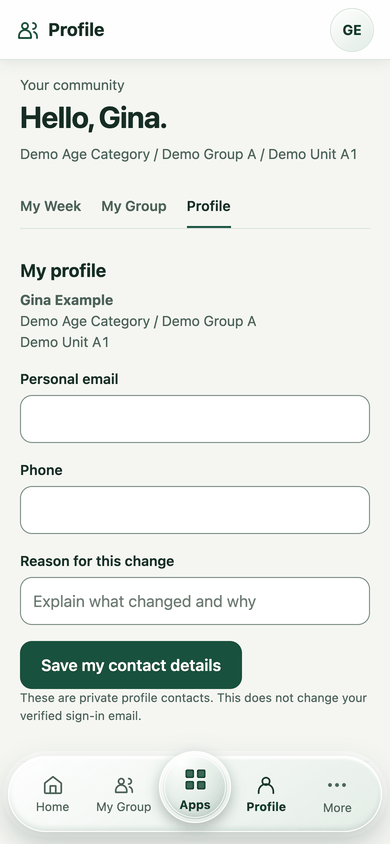 Profile
GE
Your community
Hello, Gina.
Demo Age Category / Demo Group A / Demo Unit A1
My Week My Group Profile
My profile
Gina Example
Demo Age Category / Demo Group A
Demo Unit A1
Personal email
Phone
Reason for this change
Explain what changed and why
Save my contact details
These are private profile contacts. This does not change your
verified sign-in email.
Home My Group Apps Profile More